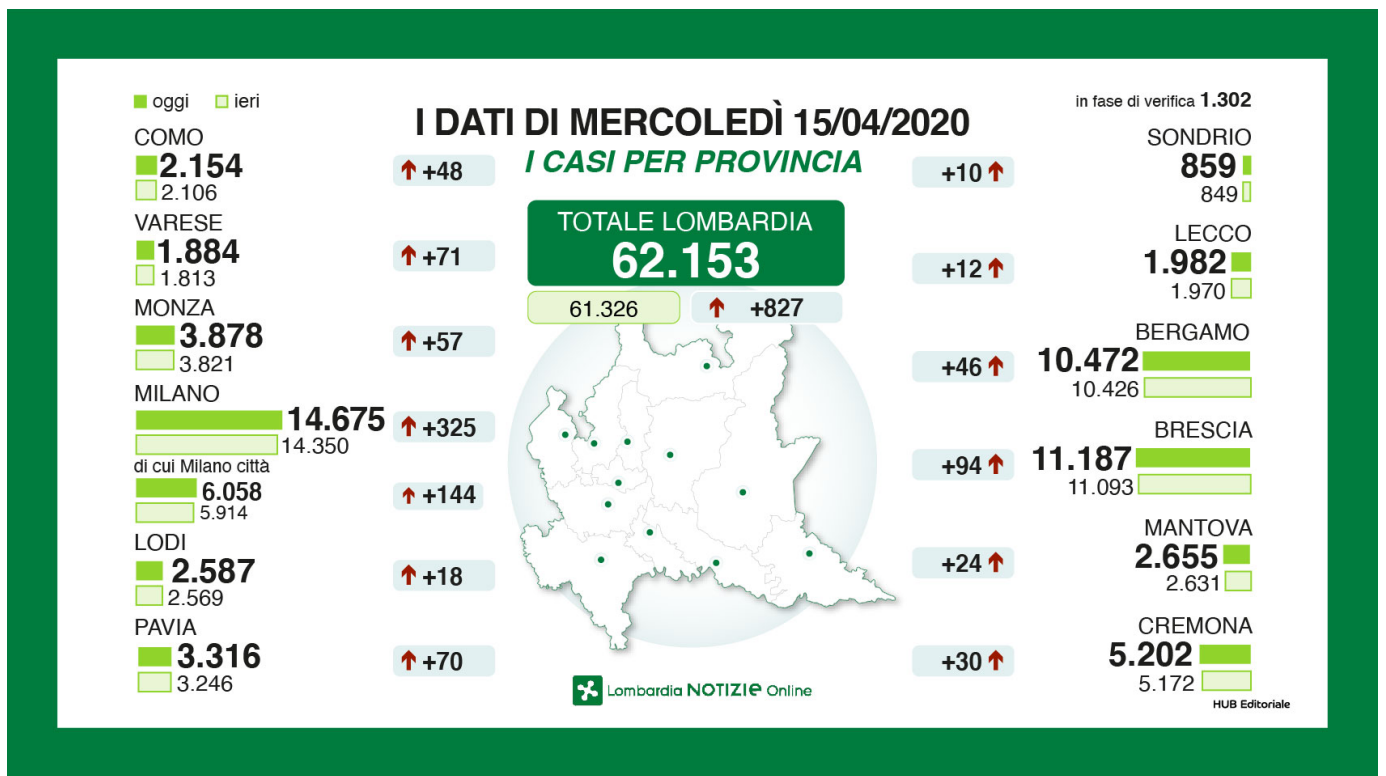 oggi ieri
I DATI DI MERCOLEDÌ 15/04/2020
I CASI PER PROVINCIA
in fase di verifica 1.302
TOTALE LOMBARDIA
62.153
61.326 +827
COMO
2.154 +48
2.106
VARESE
1.884 +71
1.813
MONZA
3.878 +57
3.821
MILANO
14.675 +325
14.350
di cui Milano città
6.058 +144
5.914
LODI
2.587 +18
2.569
PAVIA
3.316 +70
3.246
SONDRIO
+10 859
849
LECCO
+12 1.982
1.970
BERGAMO
+46 10.472
10.426
BRESCIA
+94 11.187
11.093
MANTOVA
+24 2.655
2.631
CREMONA
+30 5.202
5.172
Lombardia NOTIZIE Online
HUB Editoriale